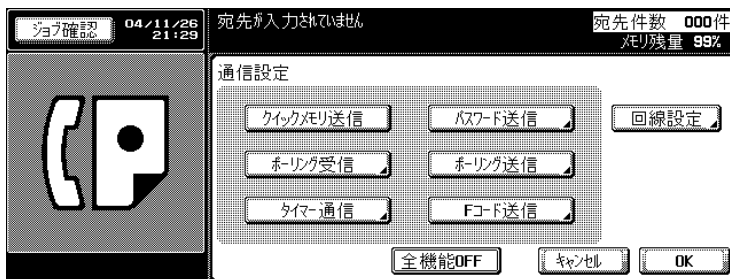 ジョブ確認 04/11/26 21:29
宛先が入力されていません
宛先件数 000件
メモリ残量 99%
通信設定
クイックメモリ送信 パスワード送信 回線設定
ポーリング受信 ポーリング送信
タイマー通信 Fコード送信
全機能OFF キャンセル OK